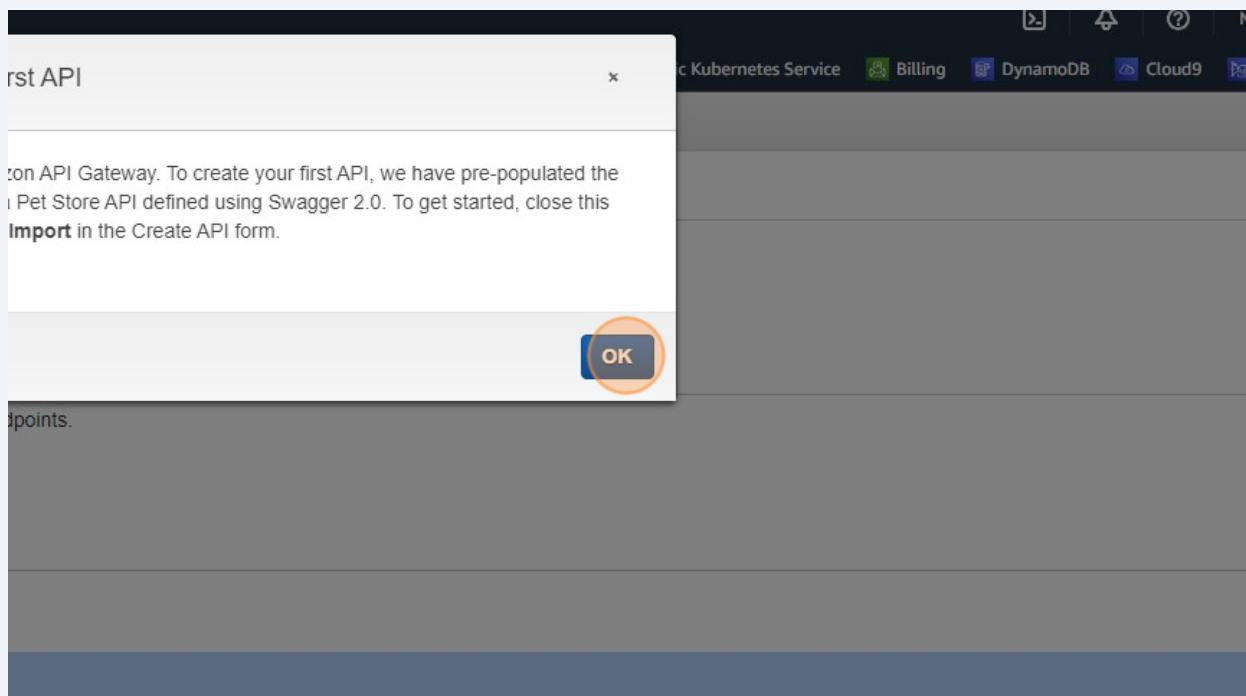 ic Kubernetes Service Billing DynamoDB Cloud9
rst API ×
zon API Gateway. To create your first API, we have pre-populated the
Pet Store API defined using Swagger 2.0. To get started, close this
Import in the Create API form.
OK
dpoints.